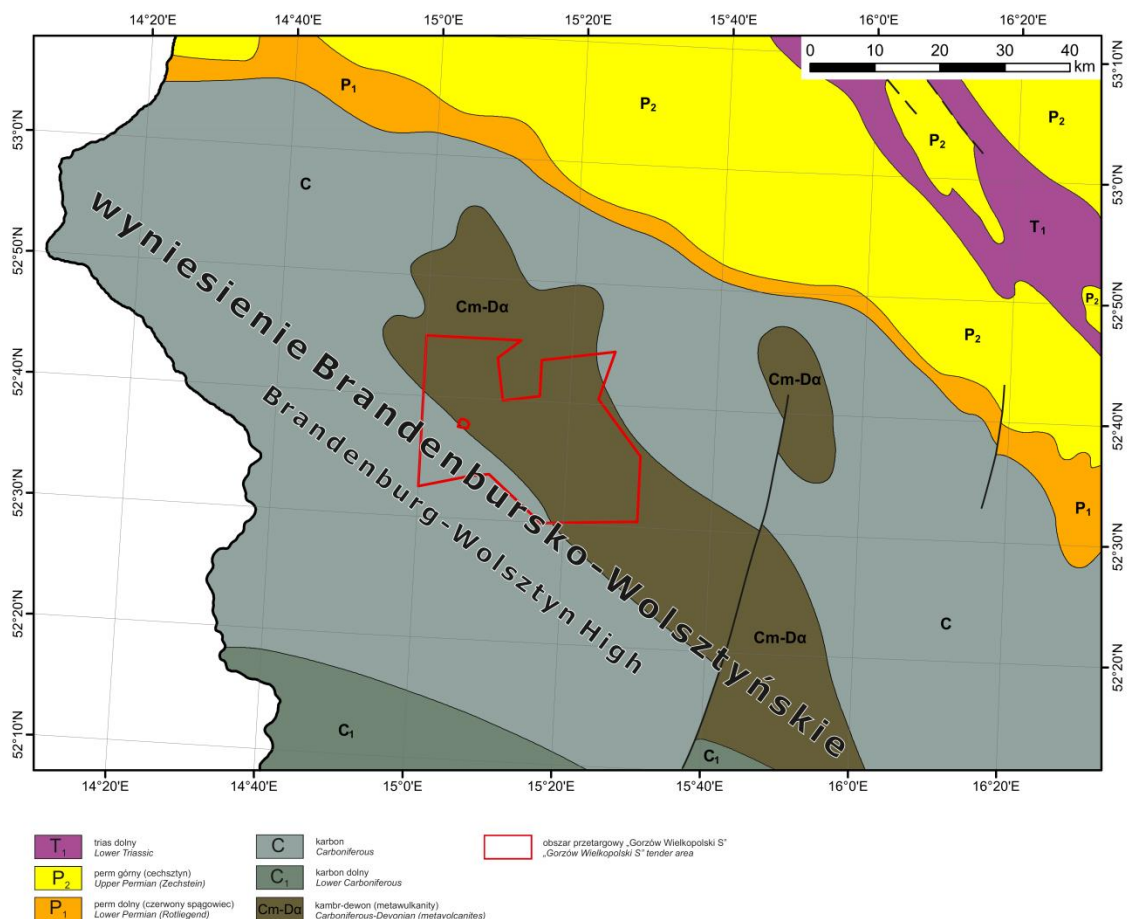 14°20'E 14°40'E 15°0'E 15°20'E 15°40'E 16°0'E 16°20'E
0 10 20 30 40
km
53°10'N
P₁
P₂
P₂
P₂
53°0'N
53°0'N
C
T₁
52°50'N
52°50'N
P₂
Cm-Dα
P₂
Cm-Dα
52°40'N
52°40'N
wyniesienie Brandenbursko-Wolsztyńskie
Brandenburg-Wolsztyn High
P₁
52°30'N
52°30'N
C
Cm-Dα
52°20'N
52°20'N
C₁
C₁
52°10'N
14°20'E 14°40'E 15°0'E 15°20'E 15°40'E 16°0'E 16°20'E
T₁
trias dolny
Lower Triassic
P₂
perm górny (cechsztyn)
Upper Permian (Zechstein)
P₁
perm dolny (czerwony spągowiec)
Lower Permian (Rotliegend)
C
karbon
Carboniferous
C₁
karbon dolny
Lower Carboniferous
Cm-Dα
kambr-dewon (metawulkanity)
Carboniferous-Devonian (metavolcanites)
obszar przetargowy „Gorzów Wielkopolski S"
„Gorzów Wielkopolski S" tender area